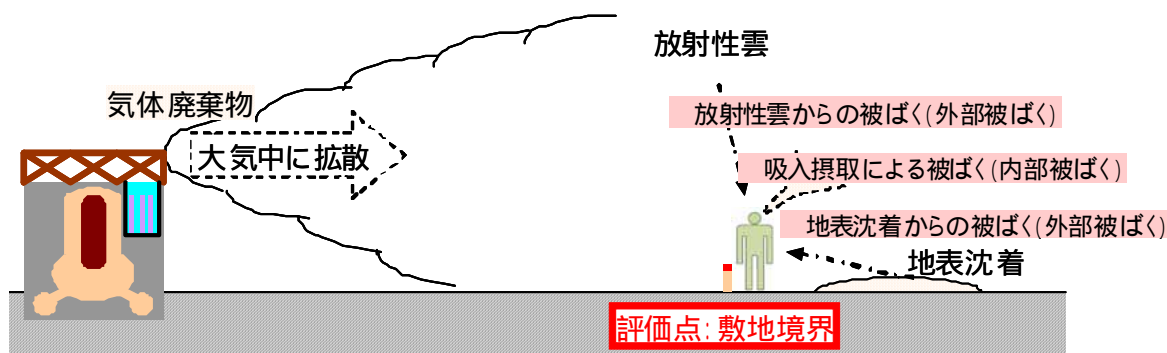 放射性雲
気体廃棄物
放射性雲からの被ばく(外部被ばく)
大気中に拡散
吸入摂取による被ばく(内部被ばく)
地表沈着からの被ばく(外部被ばく)
地表沈着
評価点:敷地境界